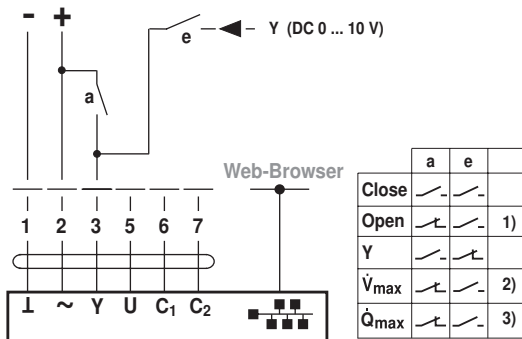 - +
e
Y (DC 0 ... 10 V)
a
Web-Browser
1 2 3 5 6 7
⊥ ~ Y U C₁ C₂
a e
Close
Open 1)
Y
V̇max 2)
Q̇max 3)